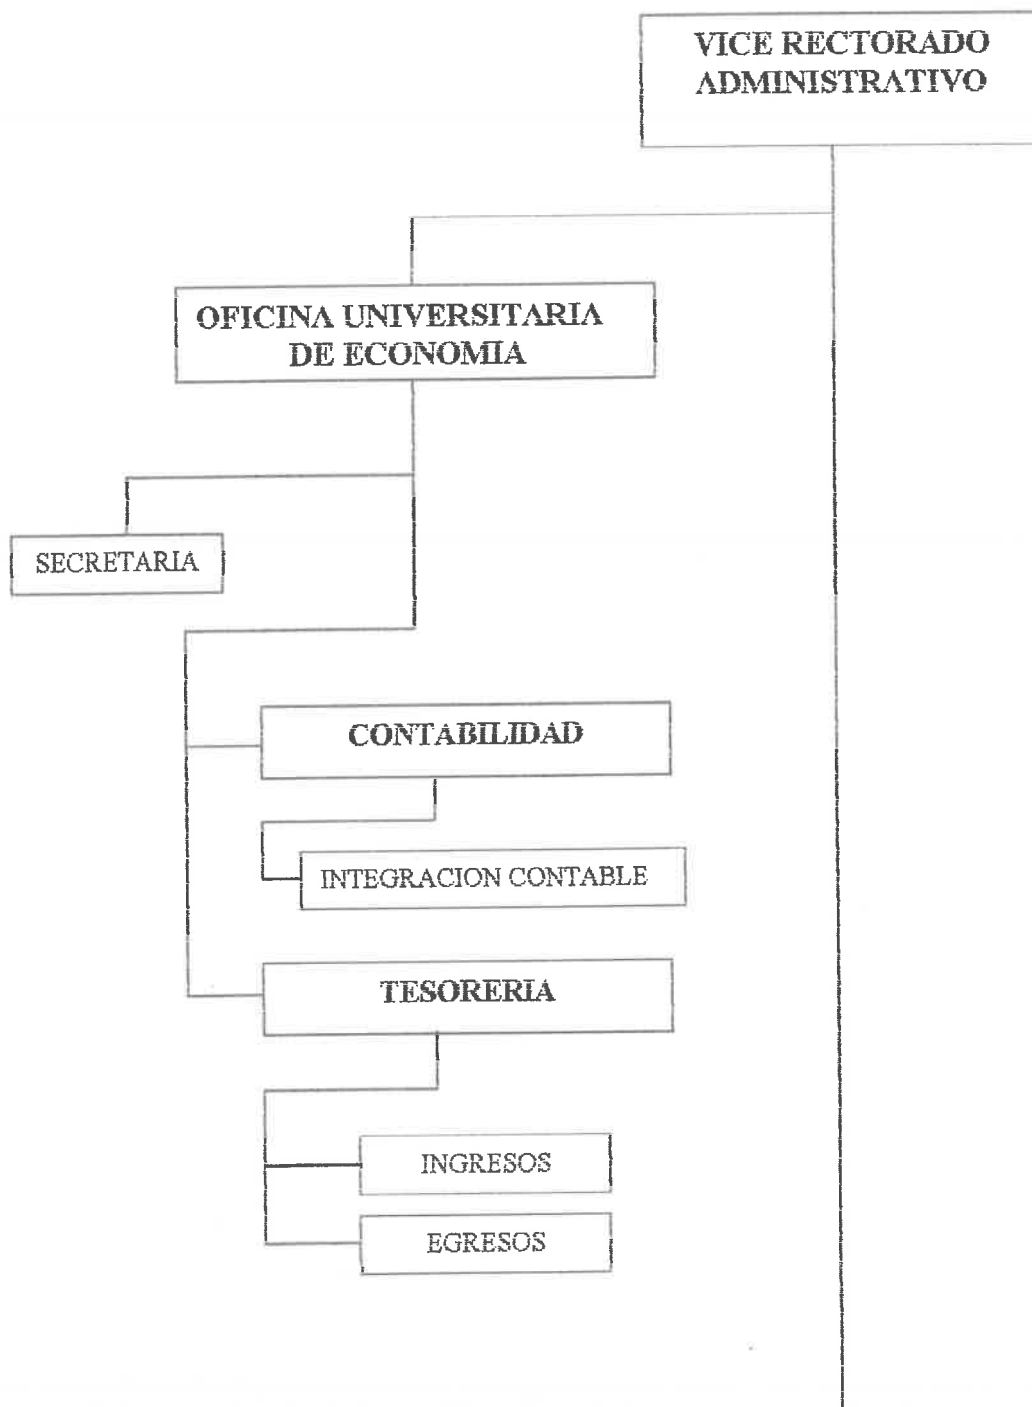 VICE RECTORADO
ADMINISTRATIVO
OFICINA UNIVERSITARIA
DE ECONOMIA
SECRETARIA
CONTABILIDAD
INTEGRACION CONTABLE
TESORERIA
INGRESOS
EGRESOS